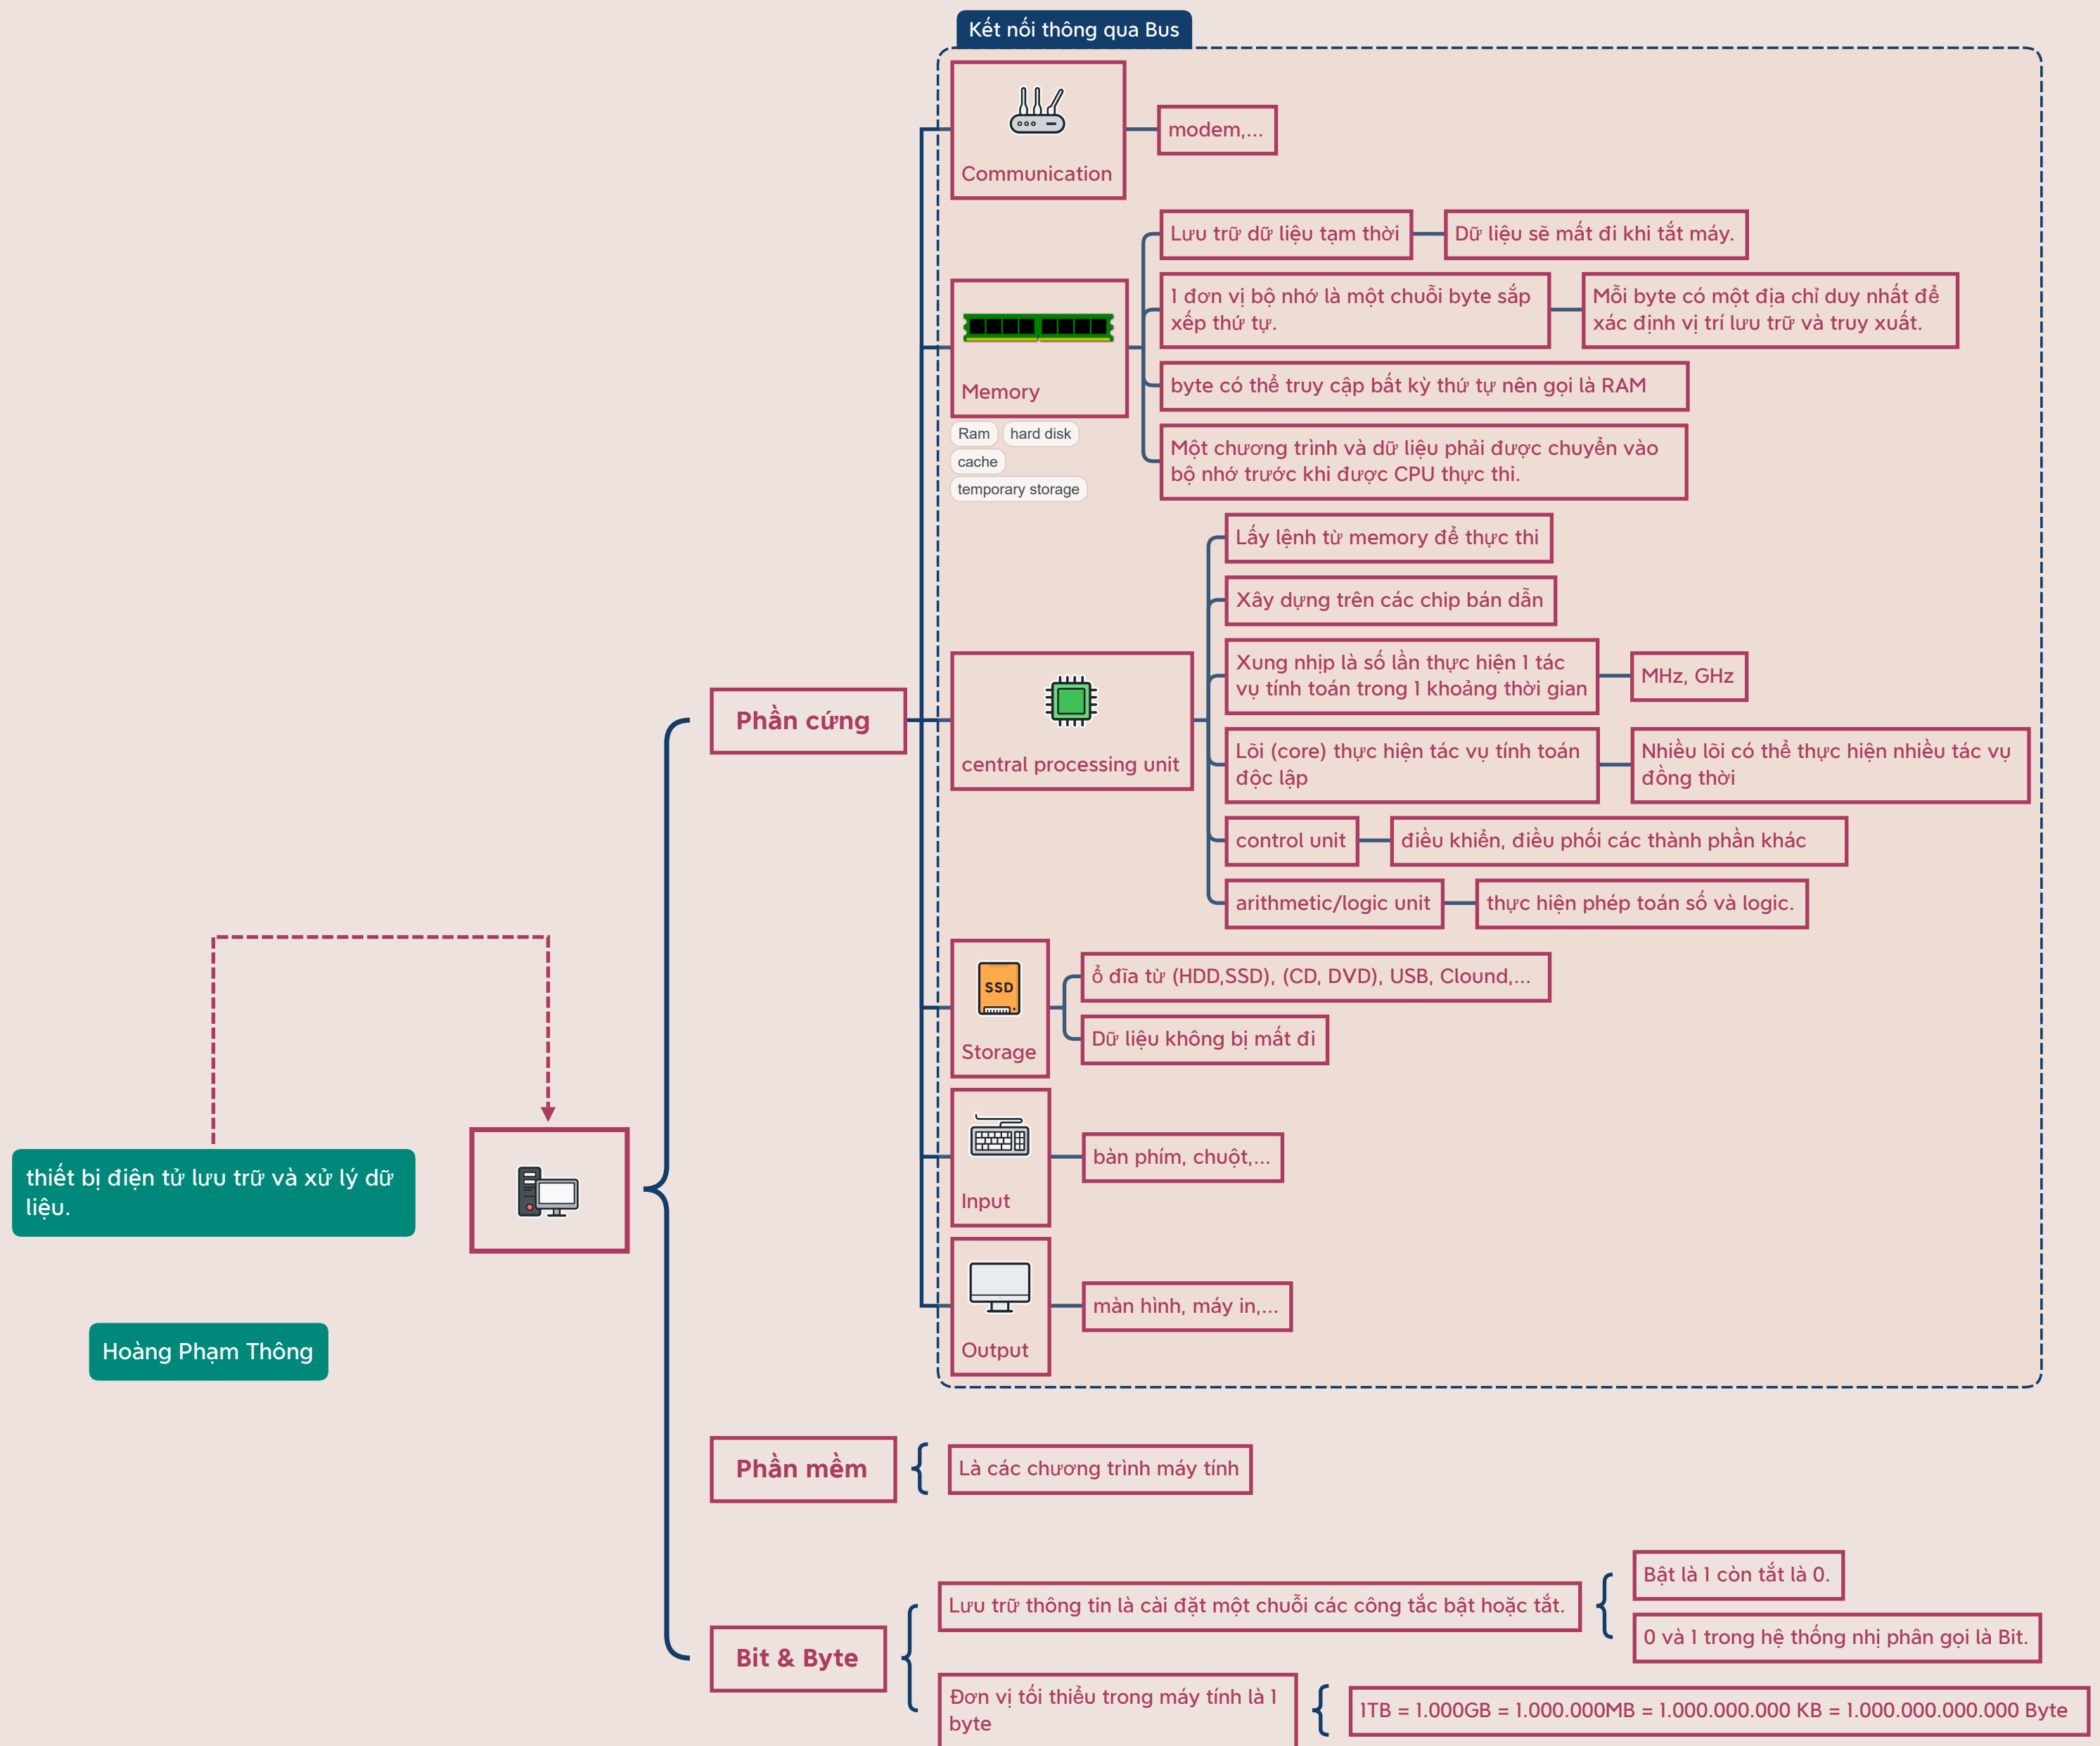 Kết nối thông qua Bus
Communication
modem,...
Memory
Ram
hard disk
cache
temporary storage
Lưu trữ dữ liệu tạm thời
Dữ liệu sẽ mất đi khi tắt máy.
1 đơn vị bộ nhớ là một chuỗi byte sắp
xếp thứ tự.
Mỗi byte có một địa chỉ duy nhất để
xác định vị trí lưu trữ và truy xuất.
byte có thể truy cập bất kỳ thứ tự nên gọi là RAM
Một chương trình và dữ liệu phải được chuyển vào
bộ nhớ trước khi được CPU thực thi.
Phần cứng
central processing unit
Lấy lệnh từ memory để thực thi
Xây dựng trên các chip bán dẫn
Xung nhịp là số lần thực hiện 1 tác
vụ tính toán trong 1 khoảng thời gian
MHz, GHz
Lõi (core) thực hiện tác vụ tính toán
độc lập
Nhiều lõi có thể thực hiện nhiều tác vụ
đồng thời
control unit
điều khiển, điều phối các thành phần khác
arithmetic/logic unit
thực hiện phép toán số và logic.
SSD
Storage
ổ đĩa từ (HDD,SSD), (CD, DVD), USB, Clound,...
Dữ liệu không bị mất đi
Input
bàn phím, chuột,...
Output
màn hình, máy in,...
thiết bị điện tử lưu trữ và xử lý dữ
liệu.
Hoàng Phạm Thông
Phần mềm
Là các chương trình máy tính
Bit & Byte
Lưu trữ thông tin là cài đặt một chuỗi các công tắc bật hoặc tắt.
Bật là 1 còn tắt là 0.
0 và 1 trong hệ thống nhị phân gọi là Bit.
Đơn vị tối thiểu trong máy tính là 1
byte
1TB = 1.000GB = 1.000.000MB = 1.000.000.000 KB = 1.000.000.000.000 Byte